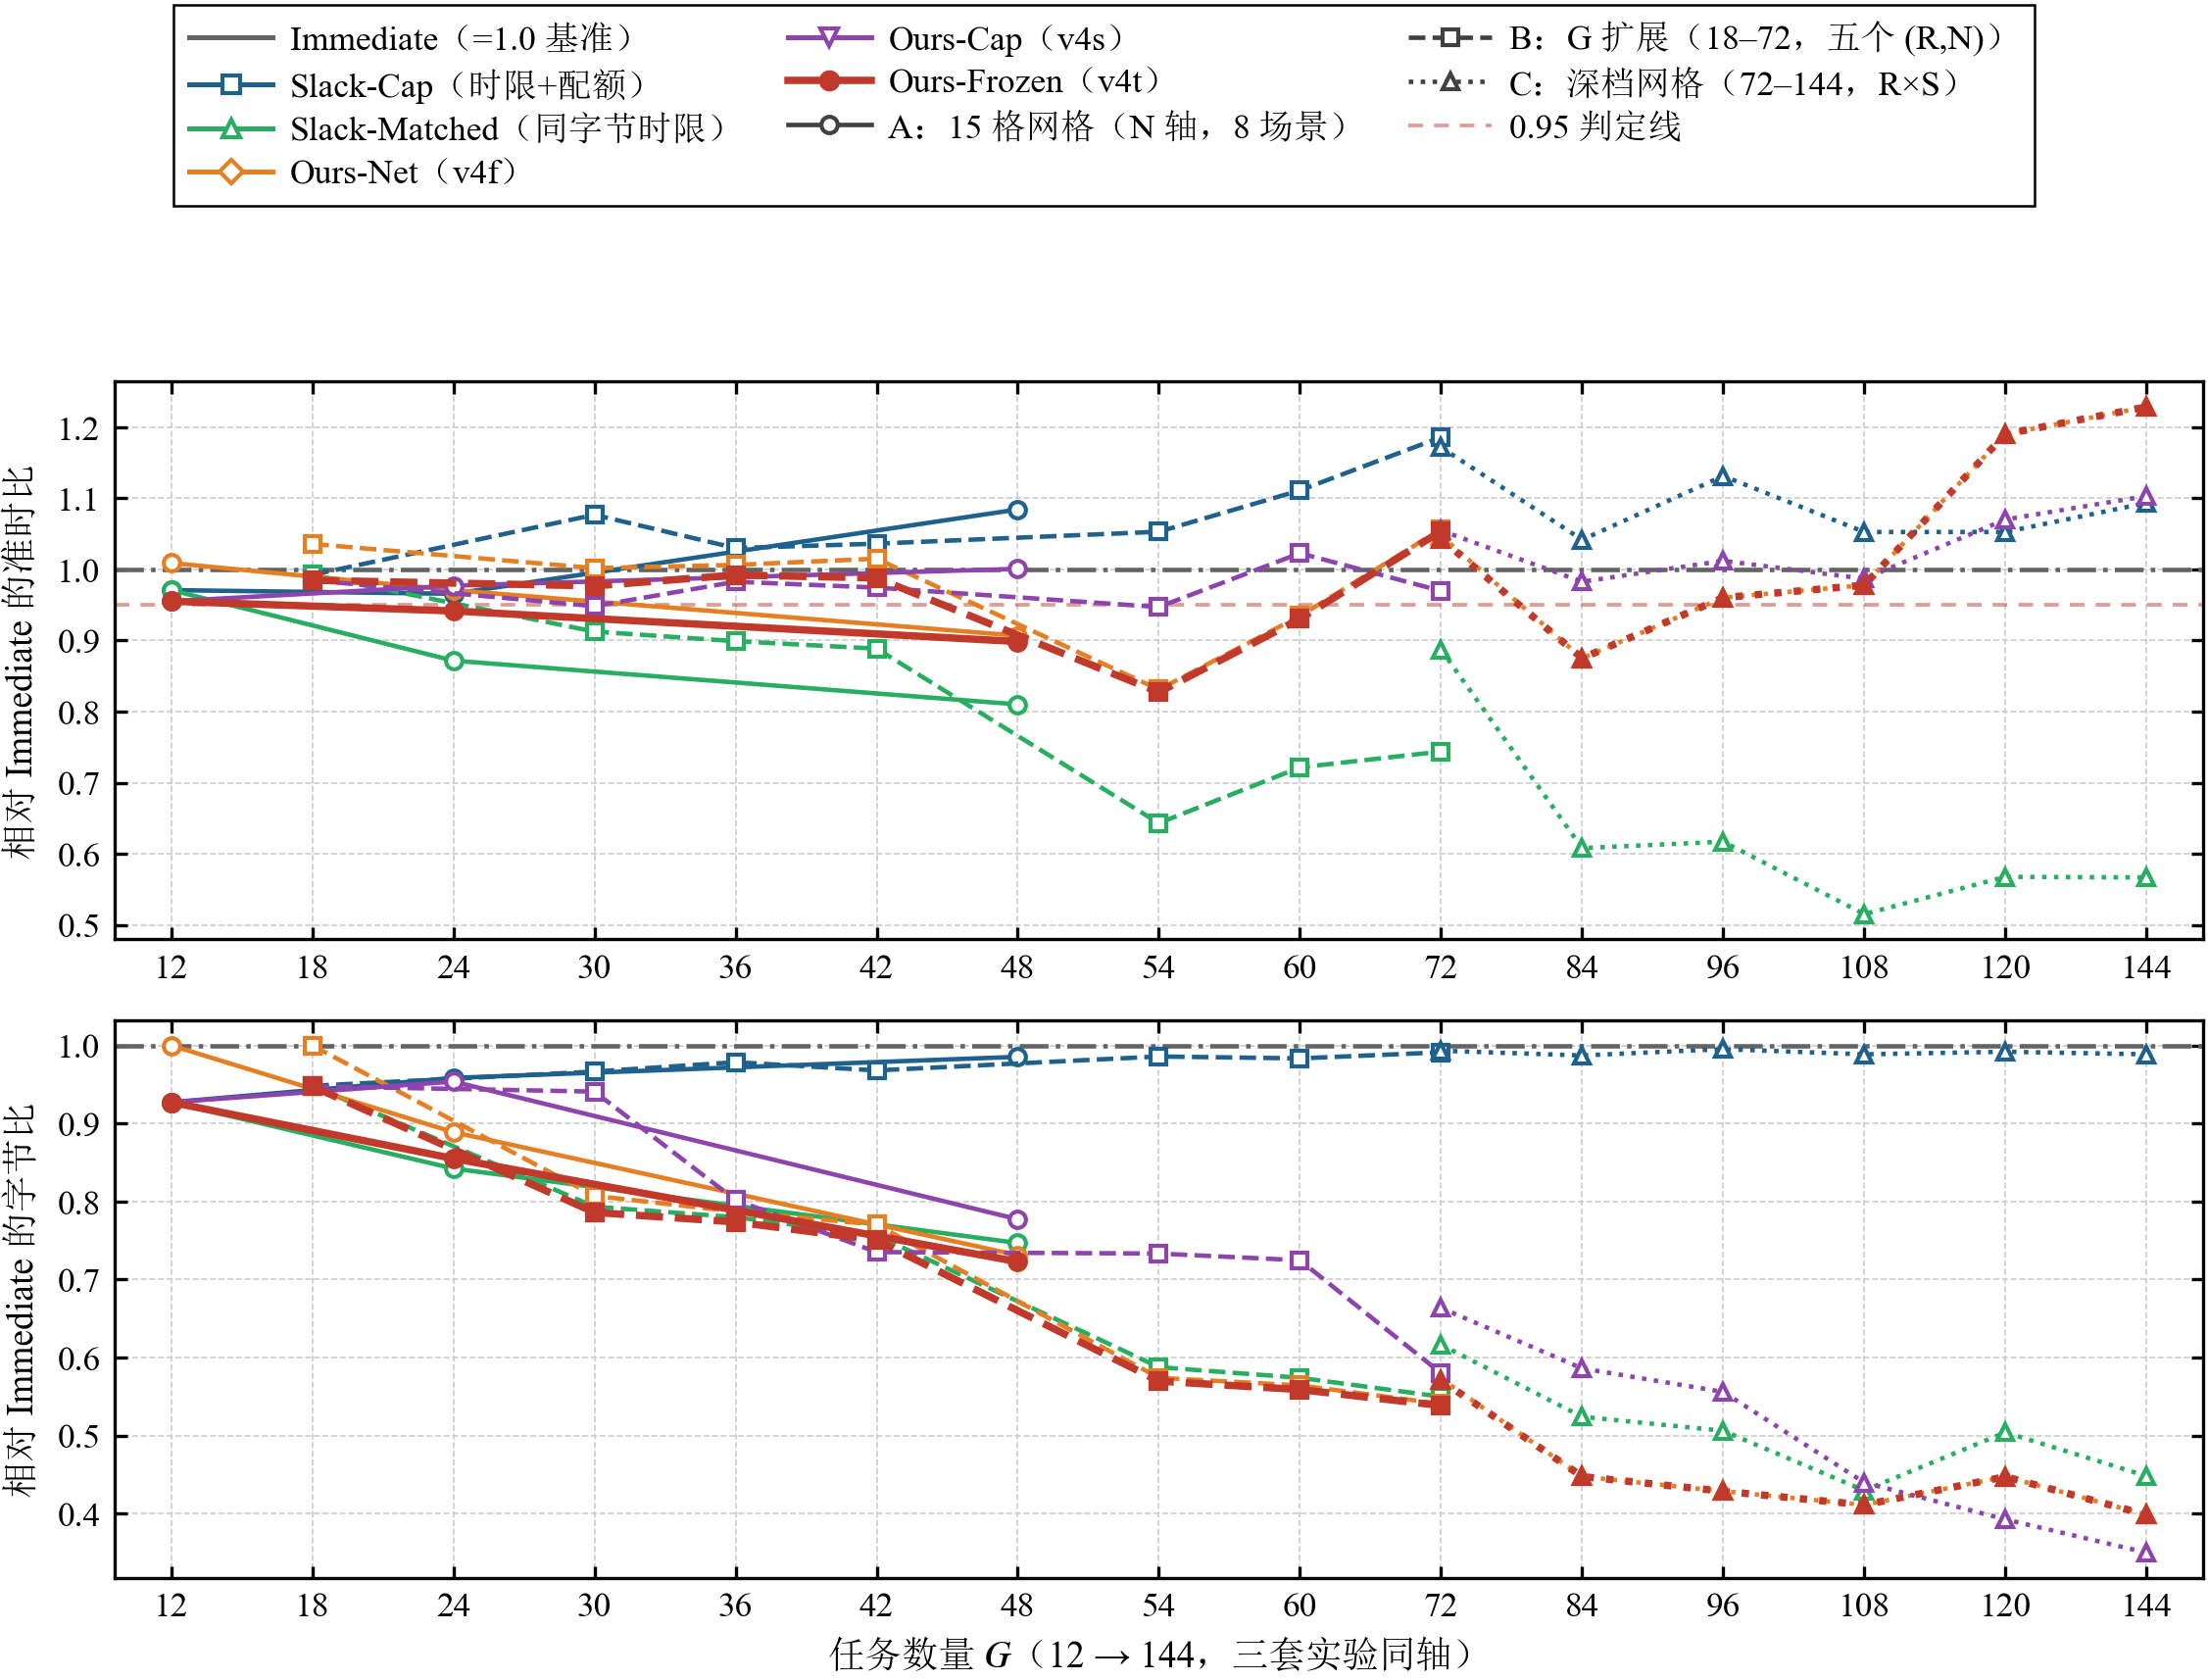 Immediate（=1.0 基准）
Slack-Cap（时限+配额）
Slack-Matched（同字节时限）
Ours-Net（v4f）
Ours-Cap（v4s）
Ours-Frozen（v4t）
A：15 格网格（N 轴，8 场景）
B：G 扩展（18–72，五个 (R,N)）
C：深档网格（72–144，R×S）
0.95 判定线
相对 Immediate 的准时比
1.2
1.1
1.0
0.9
0.8
0.7
0.6
0.5
12 18 24 30 36 42 48 54 60 72 84 96 108 120 144
相对 Immediate 的字节比
1.0
0.9
0.8
0.7
0.6
0.5
0.4
12 18 24 30 36 42 48 54 60 72 84 96 108 120 144
任务数量 G（12 → 144，三套实验同轴）